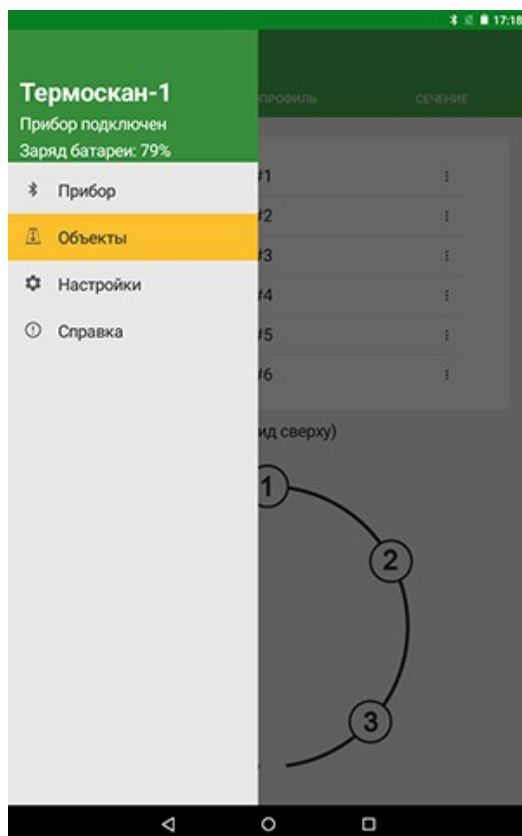 17:18
Термоскан-1
Прибор подключен
Заряд батареи: 79%
ПРОФИЛЬ
СЕЧЕНИЕ
Прибор
Объекты
Настройки
Справка
#1
#2
#3
#4
#5
#6
ид сверху)
1
2
3